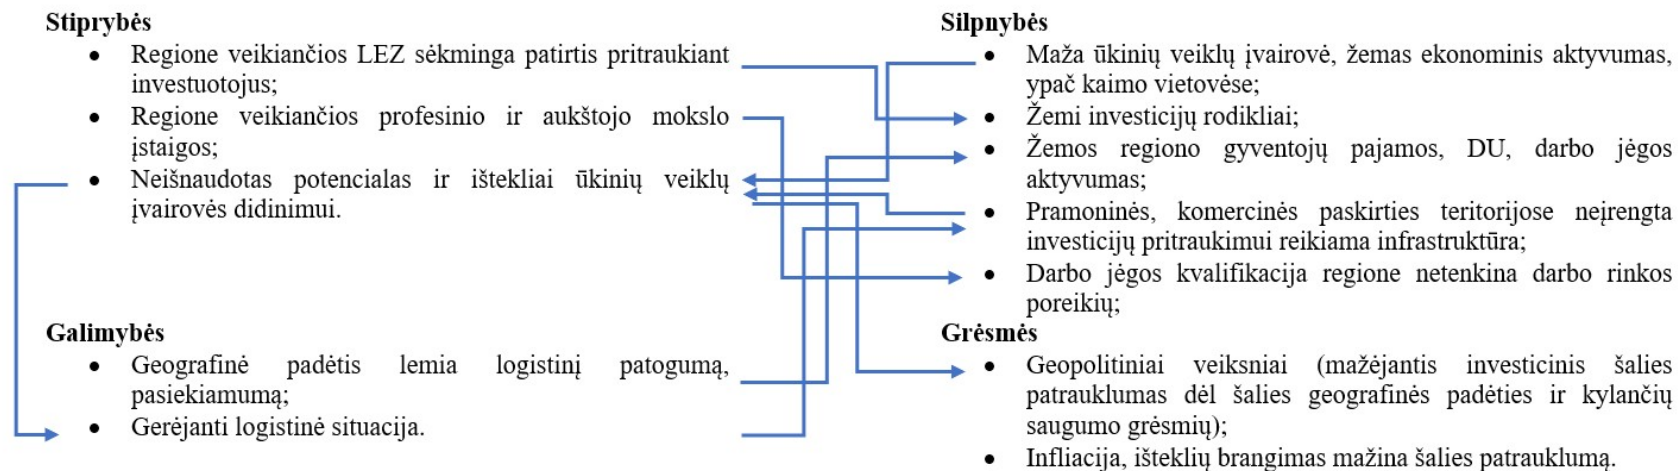 Stiprybės
• Regione veikiančios LEZ sėkminga patirtis pritraukiant
investuotojus;
• Regione veikiančios profesinio ir aukštojo mokslo
įstaigos;
• Neišnaudotas potencialas ir ištekliai ūkinių veiklų
įvairovės didinimui.
Silpnybės
• Maža ūkinių veiklų įvairovė, žemas ekonominis aktyvumas,
ypač kaimo vietovėse;
• Žemi investicijų rodikliai;
• Žemos regiono gyventojų pajamos, DU, darbo jėgos
aktyvumas;
• Pramoninės, komercinės paskirties teritorijose neįrengta
investicijų pritraukimui reikiama infrastruktūra;
• Darbo jėgos kvalifikacija regione netenkina darbo rinkos
poreikių;
Galimybės
• Geografinė padėtis lemia logistinį patogumą,
pasiekiamumą;
• Gerėjanti logistinė situacija.
Grėsmės
• Geopolitiniai veiksniai (mažėjantis investicinis šalies
patrauklumas dėl šalies geografinės padėties ir kylančių
saugumo grėsmių);
• Infliacija, išteklių brangimas mažina šalies patrauklumą.